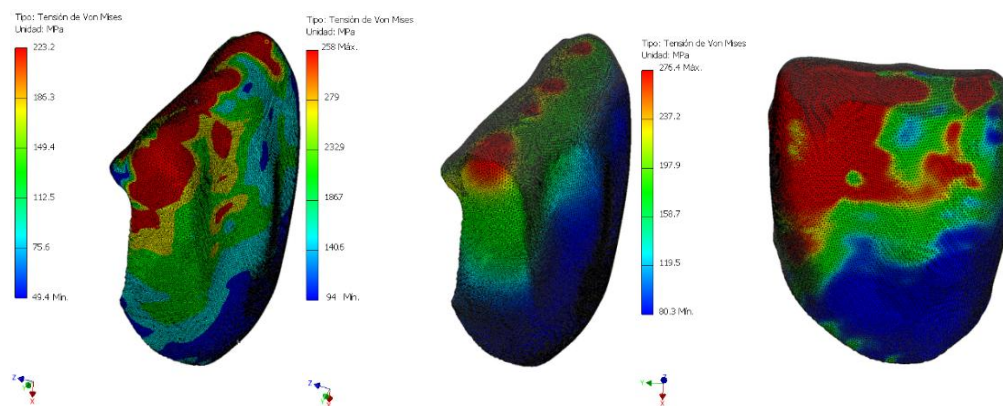 Tipo: Tensión de Von Mises
Unidad: MPa
223.2
186.3
149.4
112.5
75.6
49.4 Mín.
Z
Y
X
Tipo: Tensión de Von Mises
Unidad: MPa
258 Máx.
279
232.9
1867
140.6
94 Mín.
Z
Y
X
Tipo: Tensión de Von Mises
Unidad: MPa
276.4 Máx.
237.2
197.9
158.7
119.5
80.3 Mín.
Z
Y
X